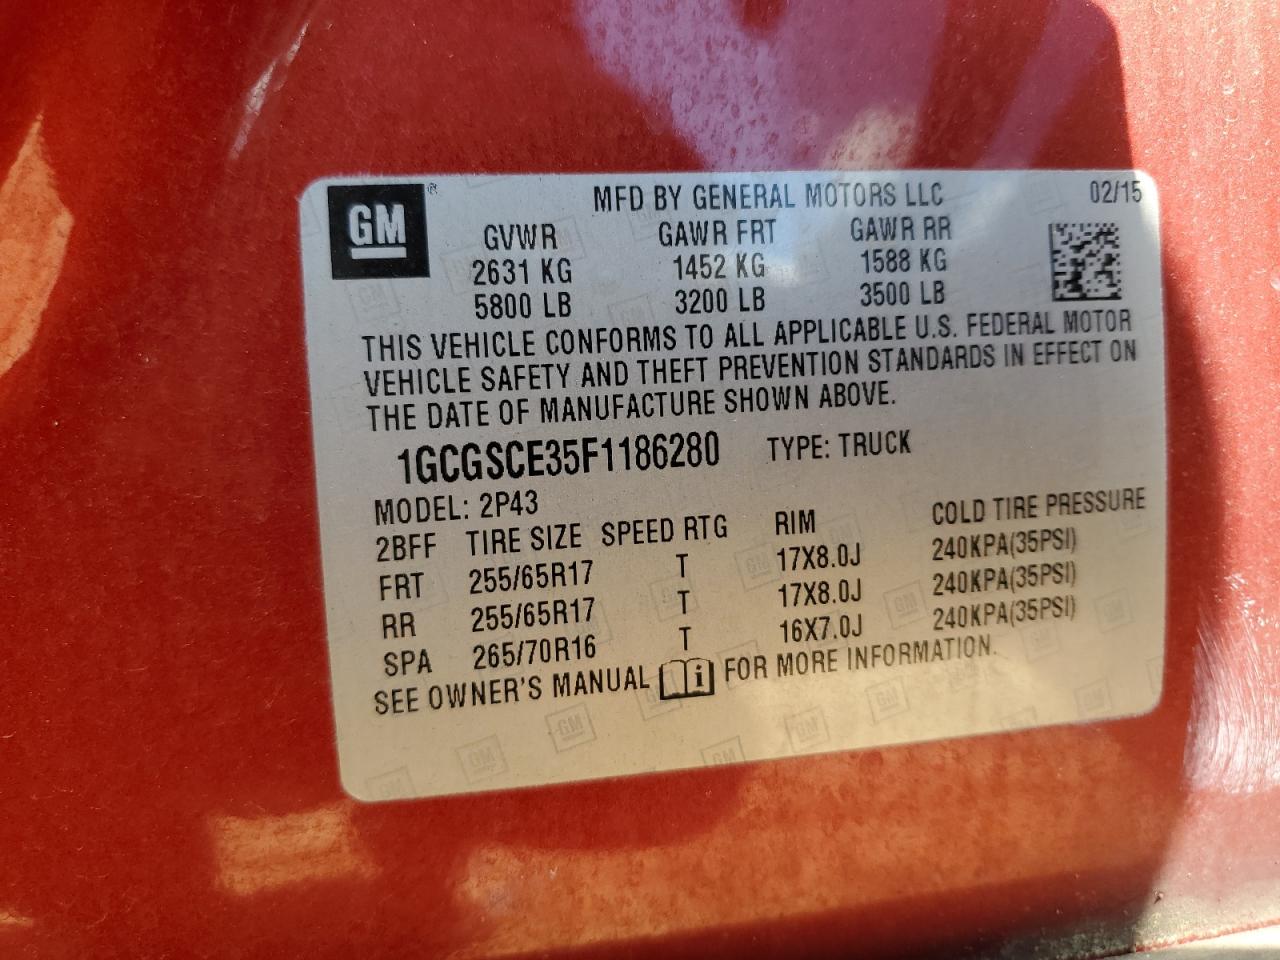 GM ® MFD BY GENERAL MOTORS LLC 02/15
GVWR GAWR FRT GAWR RR
2631 KG 1452 KG 1588 KG
5800 LB 3200 LB 3500 LB
THIS VEHICLE CONFORMS TO ALL APPLICABLE U.S. FEDERAL MOTOR
VEHICLE SAFETY AND THEFT PREVENTION STANDARDS IN EFFECT ON
THE DATE OF MANUFACTURE SHOWN ABOVE.
1GCGSCE35F1186280 TYPE: TRUCK
MODEL: 2P43
2BFF TIRE SIZE SPEED RTG RIM COLD TIRE PRESSURE
FRT 255/65R17 T 17X8.0J 240KPA(35PSI)
RR 255/65R17 T 17X8.0J 240KPA(35PSI)
SPA 265/70R16 T 16X7.0J 240KPA(35PSI)
SEE OWNER'S MANUAL i FOR MORE INFORMATION.